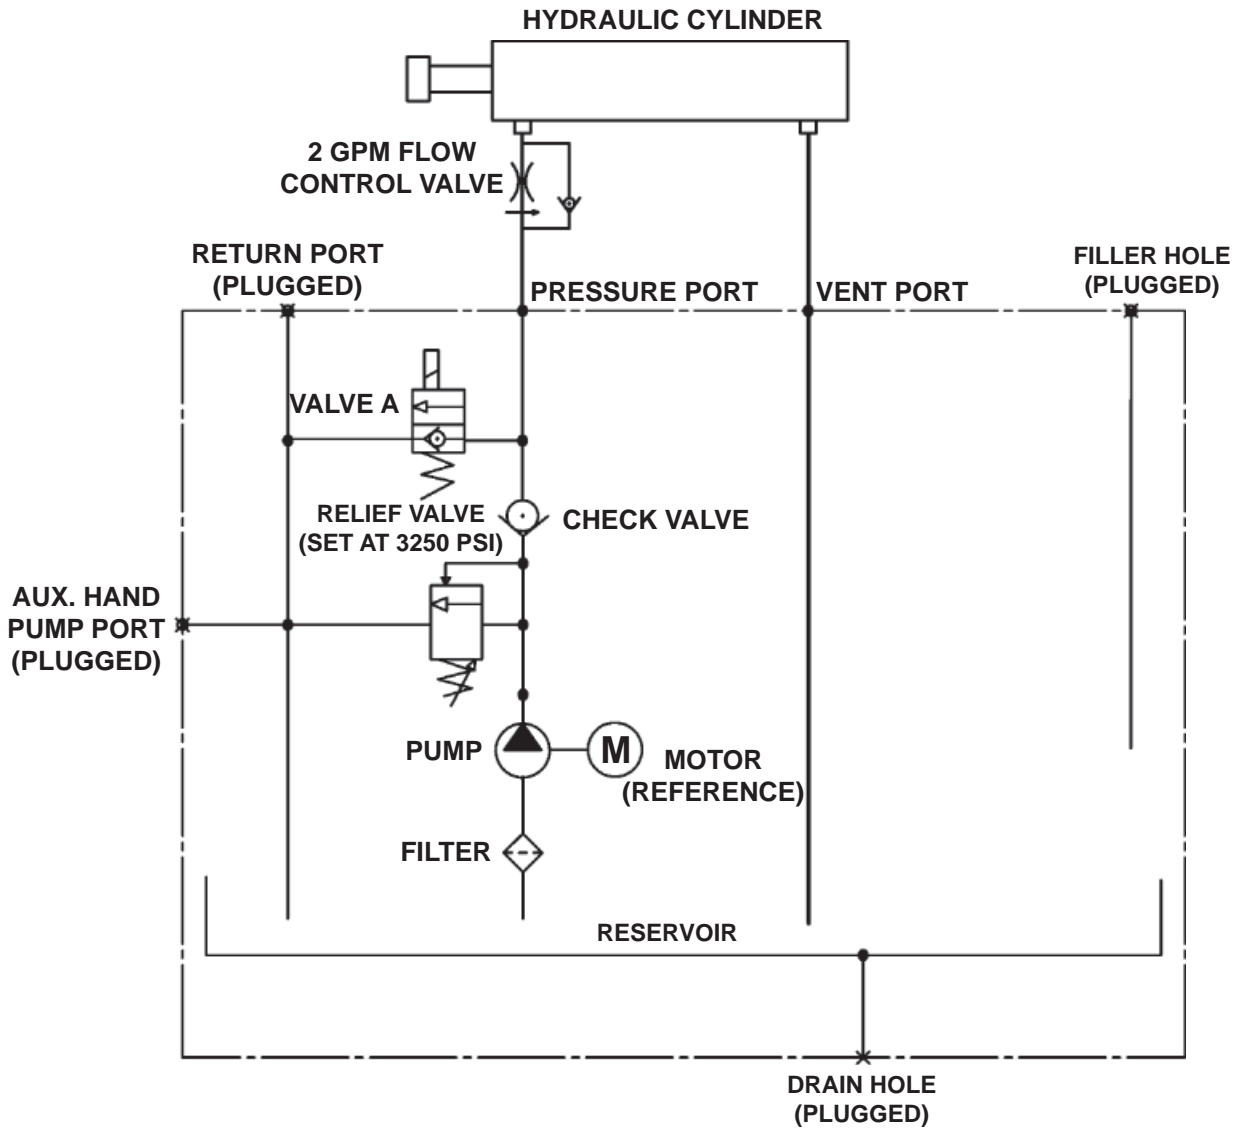 HYDRAULIC CYLINDER
2 GPM FLOW
CONTROL VALVE
RETURN PORT
(PLUGGED)
PRESSURE PORT
VENT PORT
FILLER HOLE
(PLUGGED)
VALVE A
RELIEF VALVE
(SET AT 3250 PSI)
CHECK VALVE
AUX. HAND
PUMP PORT
(PLUGGED)
PUMP
M
MOTOR
(REFERENCE)
FILTER
RESERVOIR
DRAIN HOLE
(PLUGGED)